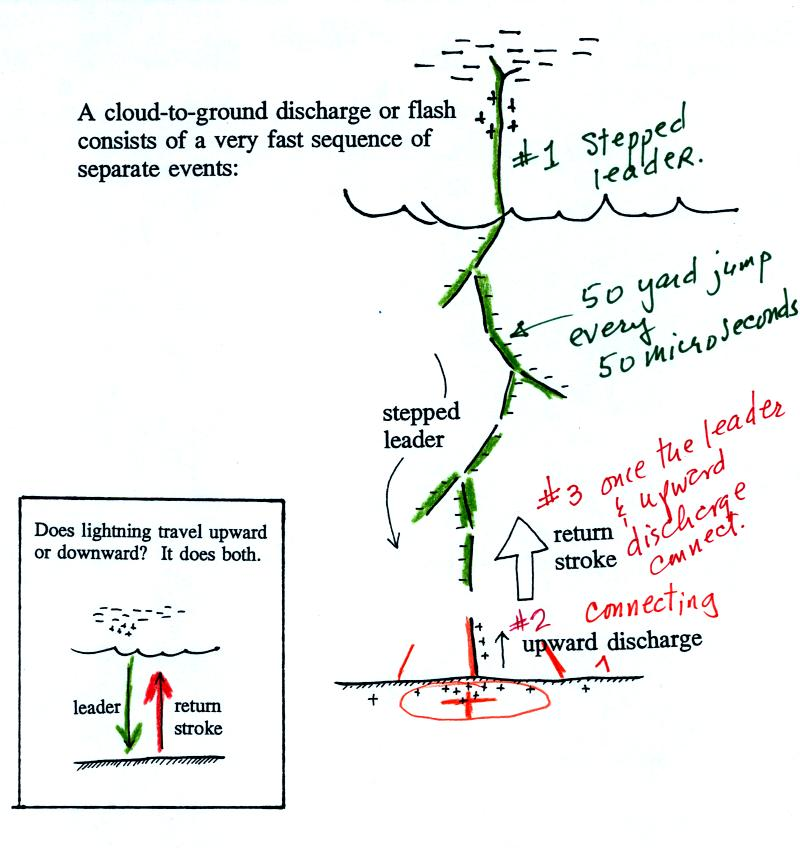 A cloud-to-ground discharge or flash
consists of a very fast sequence of
separate events:
#1 Stepped
leader.
50 yard jump
every
50 microseconds
stepped
leader
#3 once the leader
& upward
discharge
connect.
return
stroke
#2 connecting
upward discharge
Does lightning travel upward
or downward? It does both.
leader
return
stroke